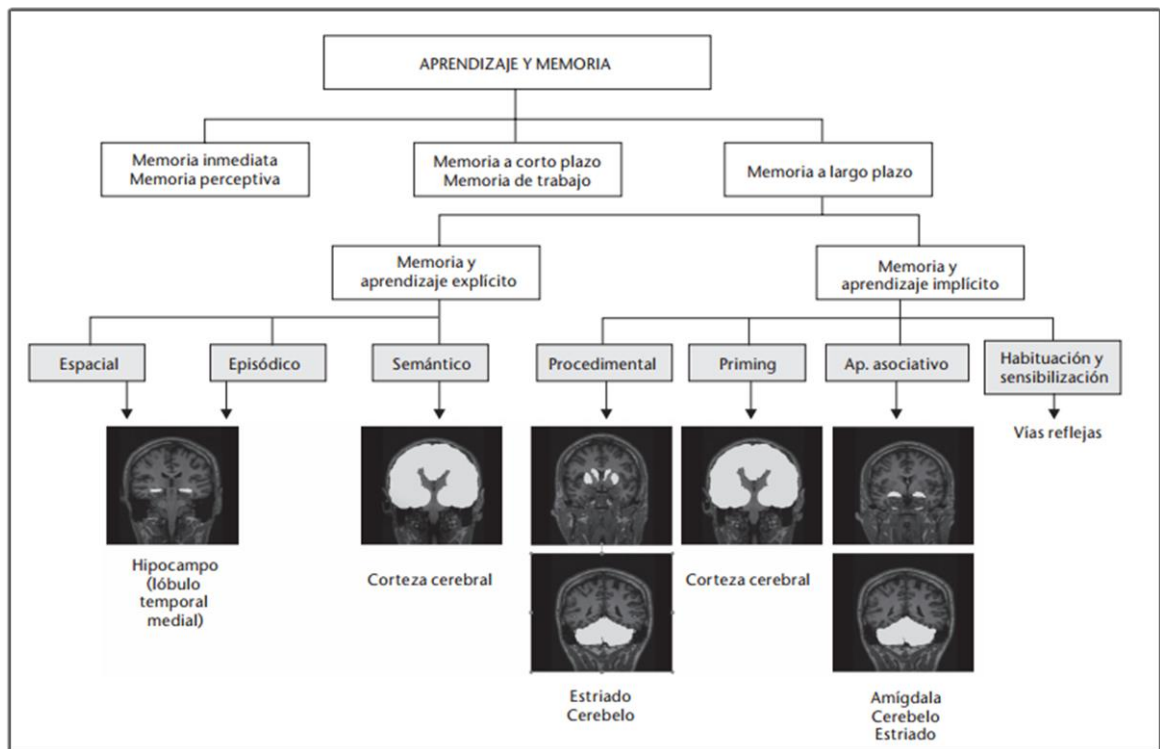 APRENDIZAJE Y MEMORIA
Memoria inmediata
Memoria perceptiva
Memoria a corto plazo
Memoria de trabajo
Memoria a largo plazo
Memoria y
aprendizaje explícito
Memoria y
aprendizaje implícito
Espacial
Episódico
Semántico
Procedimental
Priming
Ap. asociativo
Habituación y
sensibilización
Vías reflejas
Hipocampo
(lóbulo
temporal
medial)
Corteza cerebral
Estriado
Cerebelo
Corteza cerebral
Amígdala
Cerebelo
Estriado